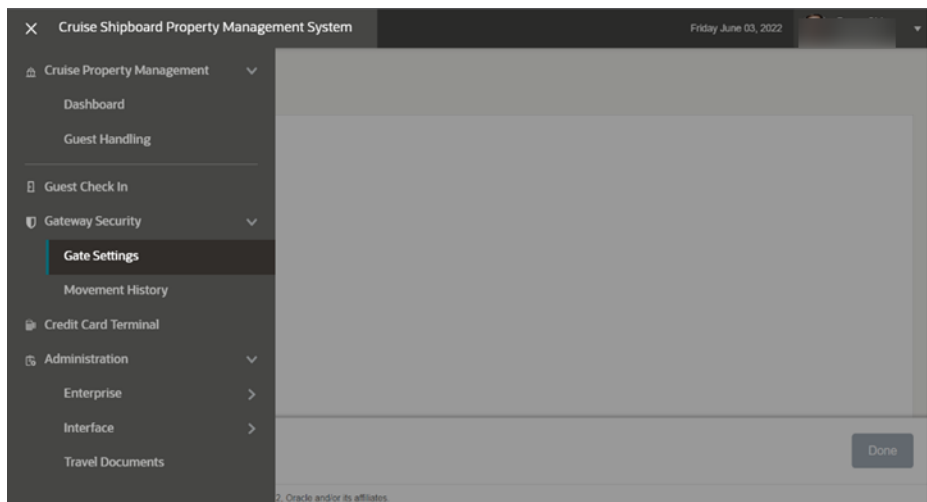 Cruise Shipboard Property Management System
Friday June 03, 2022
Cruise Property Management
Dashboard
Guest Handling
Guest Check In
Gateway Security
Gate Settings
Movement History
Credit Card Terminal
Administration
Enterprise
Interface
Travel Documents
Done
2, Oracle and/or its affiliates.